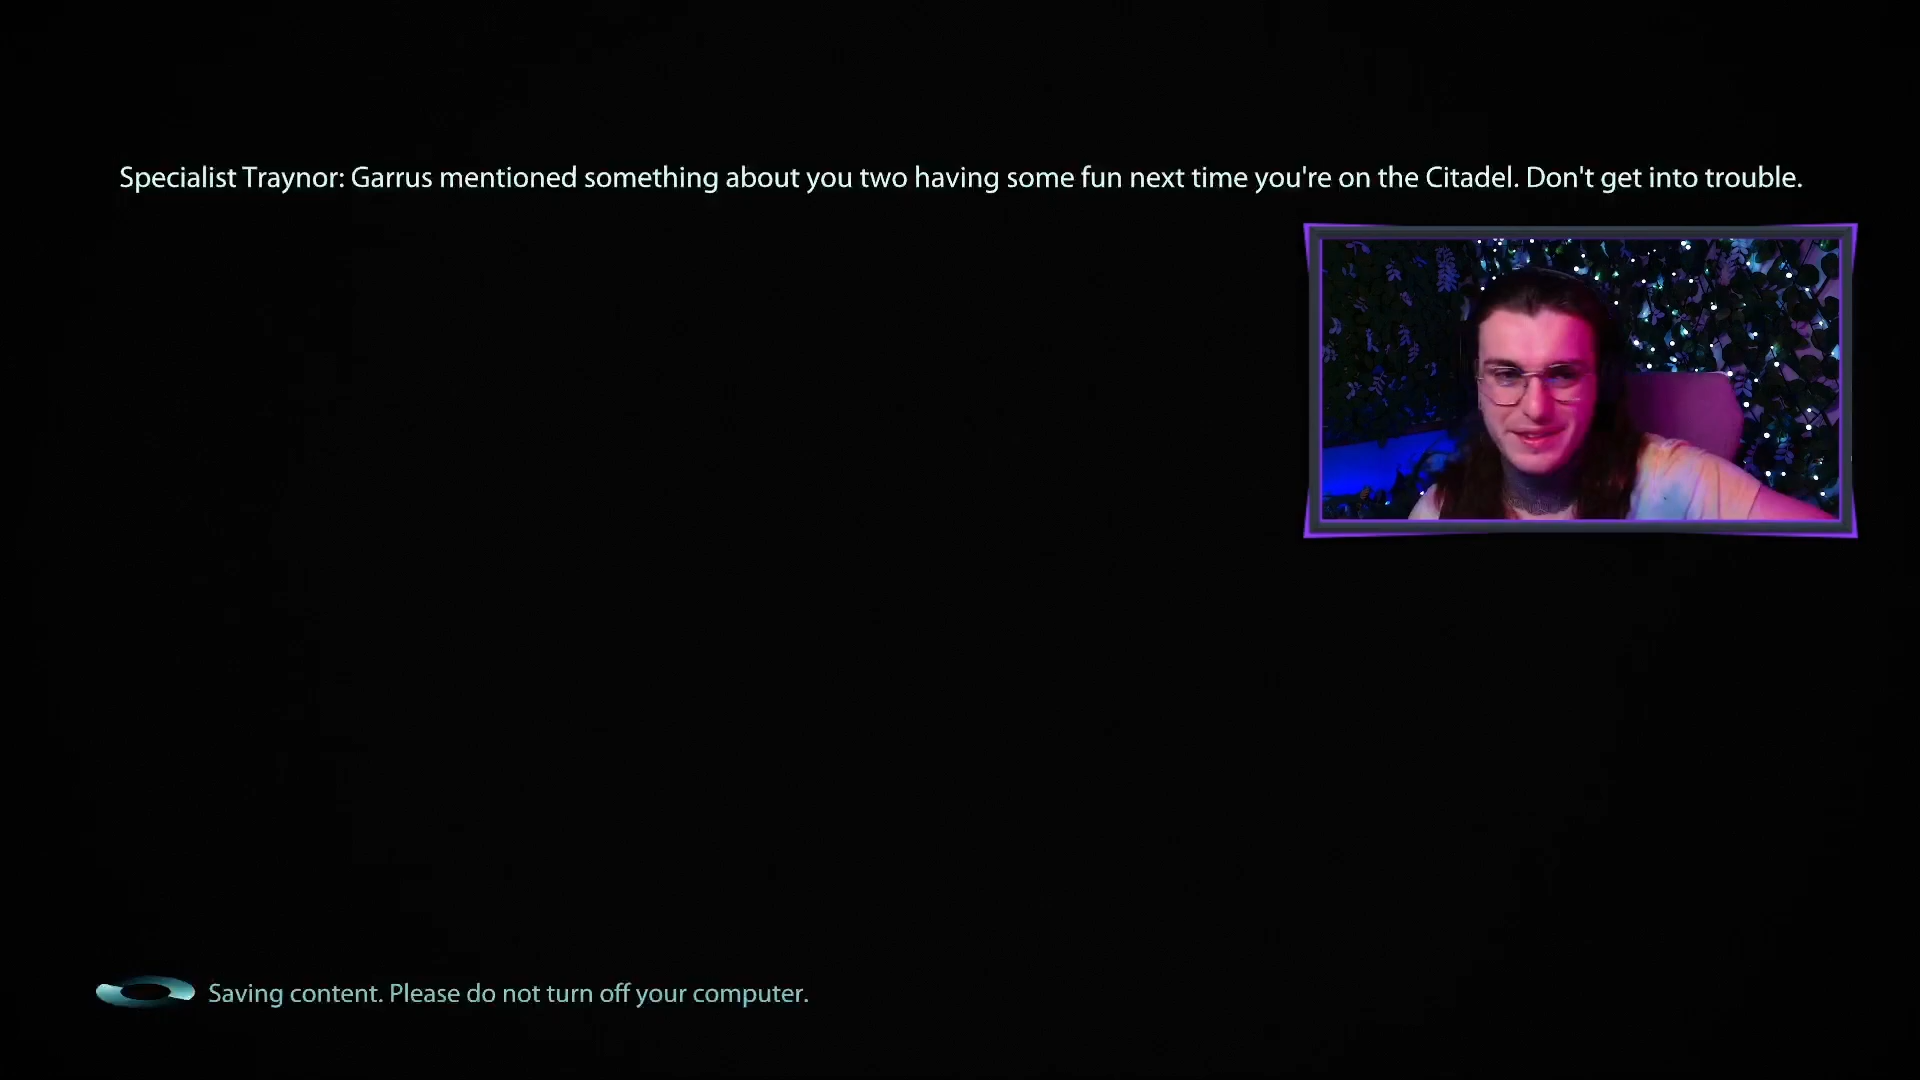 Specialist Traynor: Garrus mentioned something about you two having some fun next time you're on the Citadel. Don't get into trouble.
Saving content. Please do not turn off your computer.